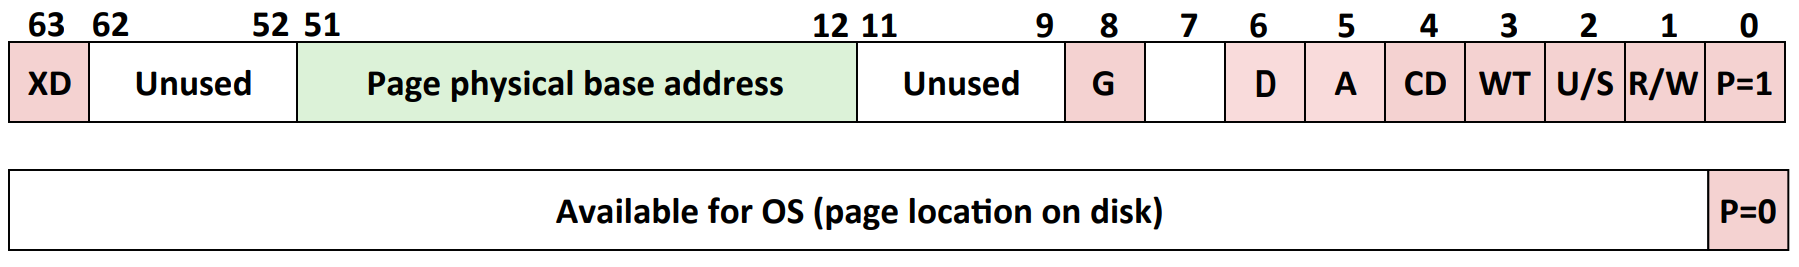 63 62 52 51 12 11 9 8 7 6 5 4 3 2 1 0
XD Unused Page physical base address Unused G D A CD WT U/S R/W P=1
Available for OS (page location on disk) P=0